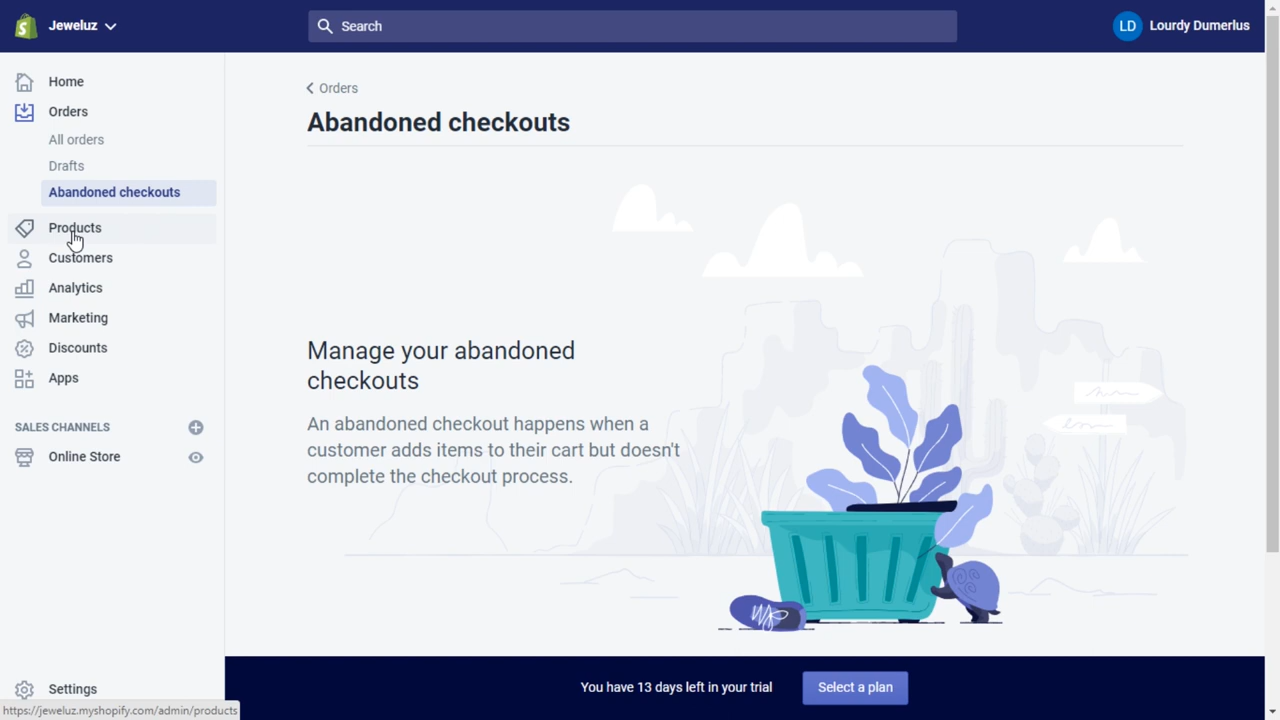 Jeweluz
Search
LD Lourdy Dumerlus
Home
Orders
All orders
Drafts
Abandoned checkouts
Products
Customers
Analytics
Marketing
Discounts
Apps
SALES CHANNELS
Online Store
Settings
https://jeweluz.myshopify.com/admin/products
Orders
Abandoned checkouts
Manage your abandoned
checkouts
An abandoned checkout happens when a
customer adds items to their cart but doesn't
complete the checkout process.
You have 13 days left in your trial
Select a plan